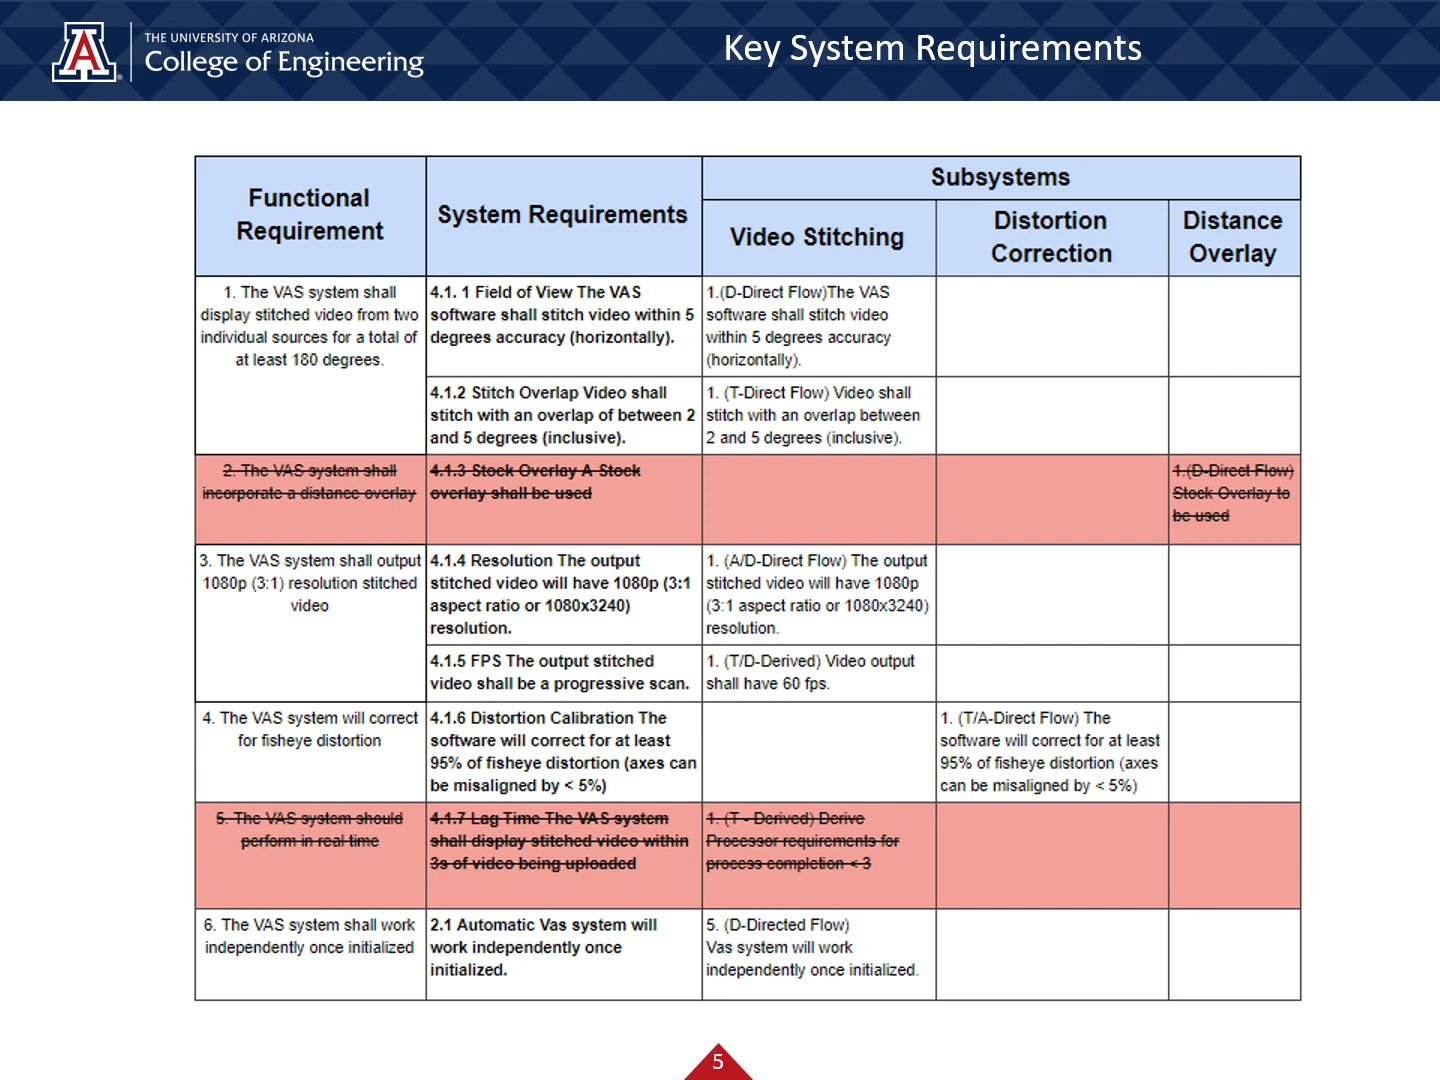 THE UNIVERSITY OF ARIZONA
College of Engineering
Key System Requirements
Functional
Requirement
System Requirements
Subsystems
Video Stitching
Distortion
Correction
Distance
Overlay
1. The VAS system shall
display stitched video from two
individual sources for a total of
at least 180 degrees.
4.1. 1 Field of View The VAS
software shall stitch video within 5
degrees accuracy (horizontally).
1.(D-Direct Flow)The VAS
software shall stitch video
within 5 degrees accuracy
(horizontally).
4.1.2 Stitch Overlap Video shall
stitch with an overlap of between 2
and 5 degrees (inclusive).
1. (T-Direct Flow) Video shall
stitch with an overlap between
2 and 5 degrees (inclusive).
2. The VAS system shall
incorporate a distance overlay
4.1.3 Stock Overlay A Stock
overlay shall be used
1.(D-Direct Flow)
Stock Overlay to
be used
3. The VAS system shall output
1080p (3:1) resolution stitched
video
4.1.4 Resolution The output
stitched video will have 1080p (3:1
aspect ratio or 1080x3240)
resolution.
1. (A/D-Direct Flow) The output
stitched video will have 1080p
(3:1 aspect ratio or 1080x3240)
resolution.
4.1.5 FPS The output stitched
video shall be a progressive scan.
1. (T/D-Derived) Video output
shall have 60 fps.
4. The VAS system will correct
for fisheye distortion
4.1.6 Distortion Calibration The
software will correct for at least
95% of fisheye distortion (axes can
be misaligned by < 5%)
1. (T/A-Direct Flow) The
software will correct for at least
95% of fisheye distortion (axes
can be misaligned by < 5%)
5. The VAS system should
perform in real time
4.1.7 Lag Time The VAS system
shall display stitched video within
3s of video being uploaded
1. (T - Derived) Derive
Processor requirements for
process completion < 3
6. The VAS system shall work
independently once initialized
2.1 Automatic Vas system will
work independently once
initialized.
5. (D-Directed Flow)
Vas system will work
independently once initialized.
5